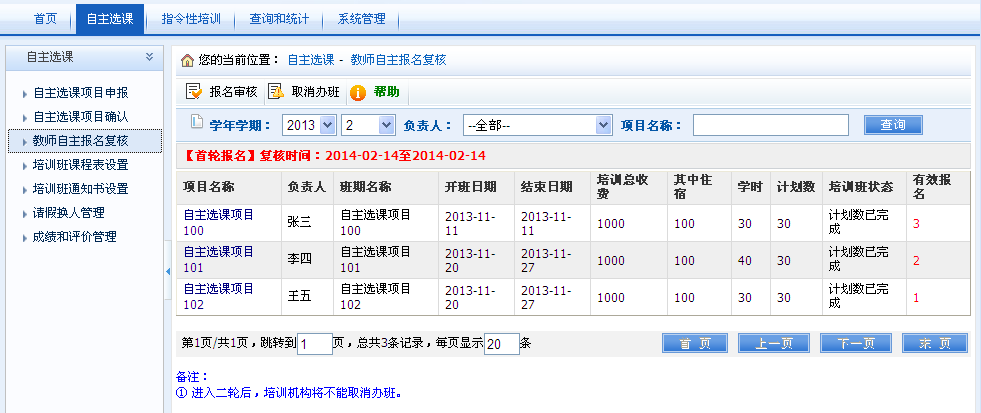 首页 自主选课 指令性培训 查询和统计 系统管理
自主选课
自主选课项目申报
自主选课项目确认
教师自主报名复核
培训班课程表设置
培训班通知书设置
请假换人管理
成绩和评价管理
您的当前位置： 自主选课 - 教师自主报名复核
报名审核 取消办班 帮助
学年学期： 2013 2 负责人： --全部-- 项目名称： 查询
【首轮报名】复核时间：2014-02-14至2014-02-14
项目名称 负责人 班期名称 开班日期 结束日期 培训总收费 其中住宿 学时 计划数 培训班状态 有效报名
自主选课项目100 张三 自主选课项目100 2013-11-11 2013-11-11 1000 100 30 30 计划数已完成 3
自主选课项目101 李四 自主选课项目101 2013-11-20 2013-11-27 1000 100 40 30 计划数已完成 2
自主选课项目102 王五 自主选课项目102 2013-11-20 2013-11-27 1000 100 30 30 计划数已完成 1
第1页/共1页，跳转到 1 页，总共3条记录，每页显示 20 条 首 页 上一页 下一页 末 页
备注：
① 进入二轮后，培训机构将不能取消办班。